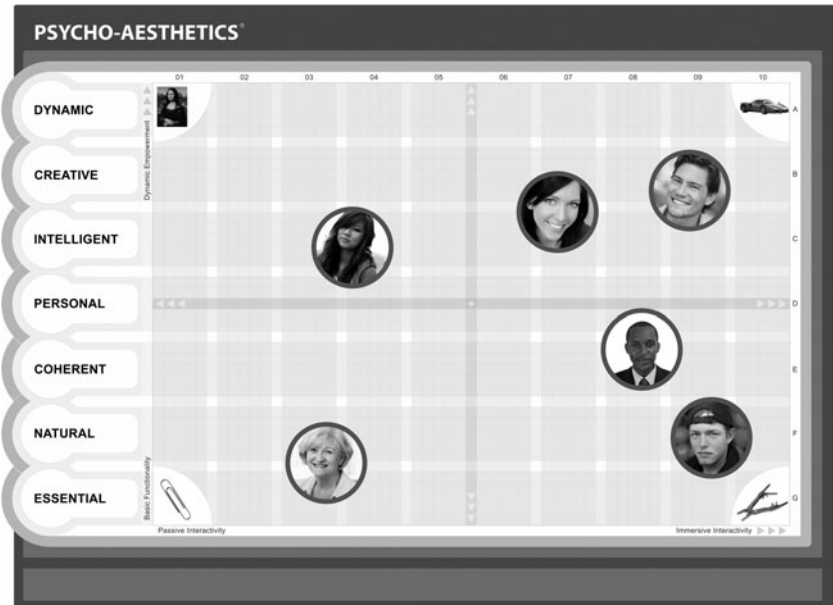 PSYCHO-AESTHETICS®
01 02 03 04 05 06 07 08 09 10
DYNAMIC
A
Dynamic Empowerment
CREATIVE
B
INTELLIGENT
C
PERSONAL
D
COHERENT
E
NATURAL
F
Basic Functionality
ESSENTIAL
G
Passive Interactivity
Immersive Interactivity